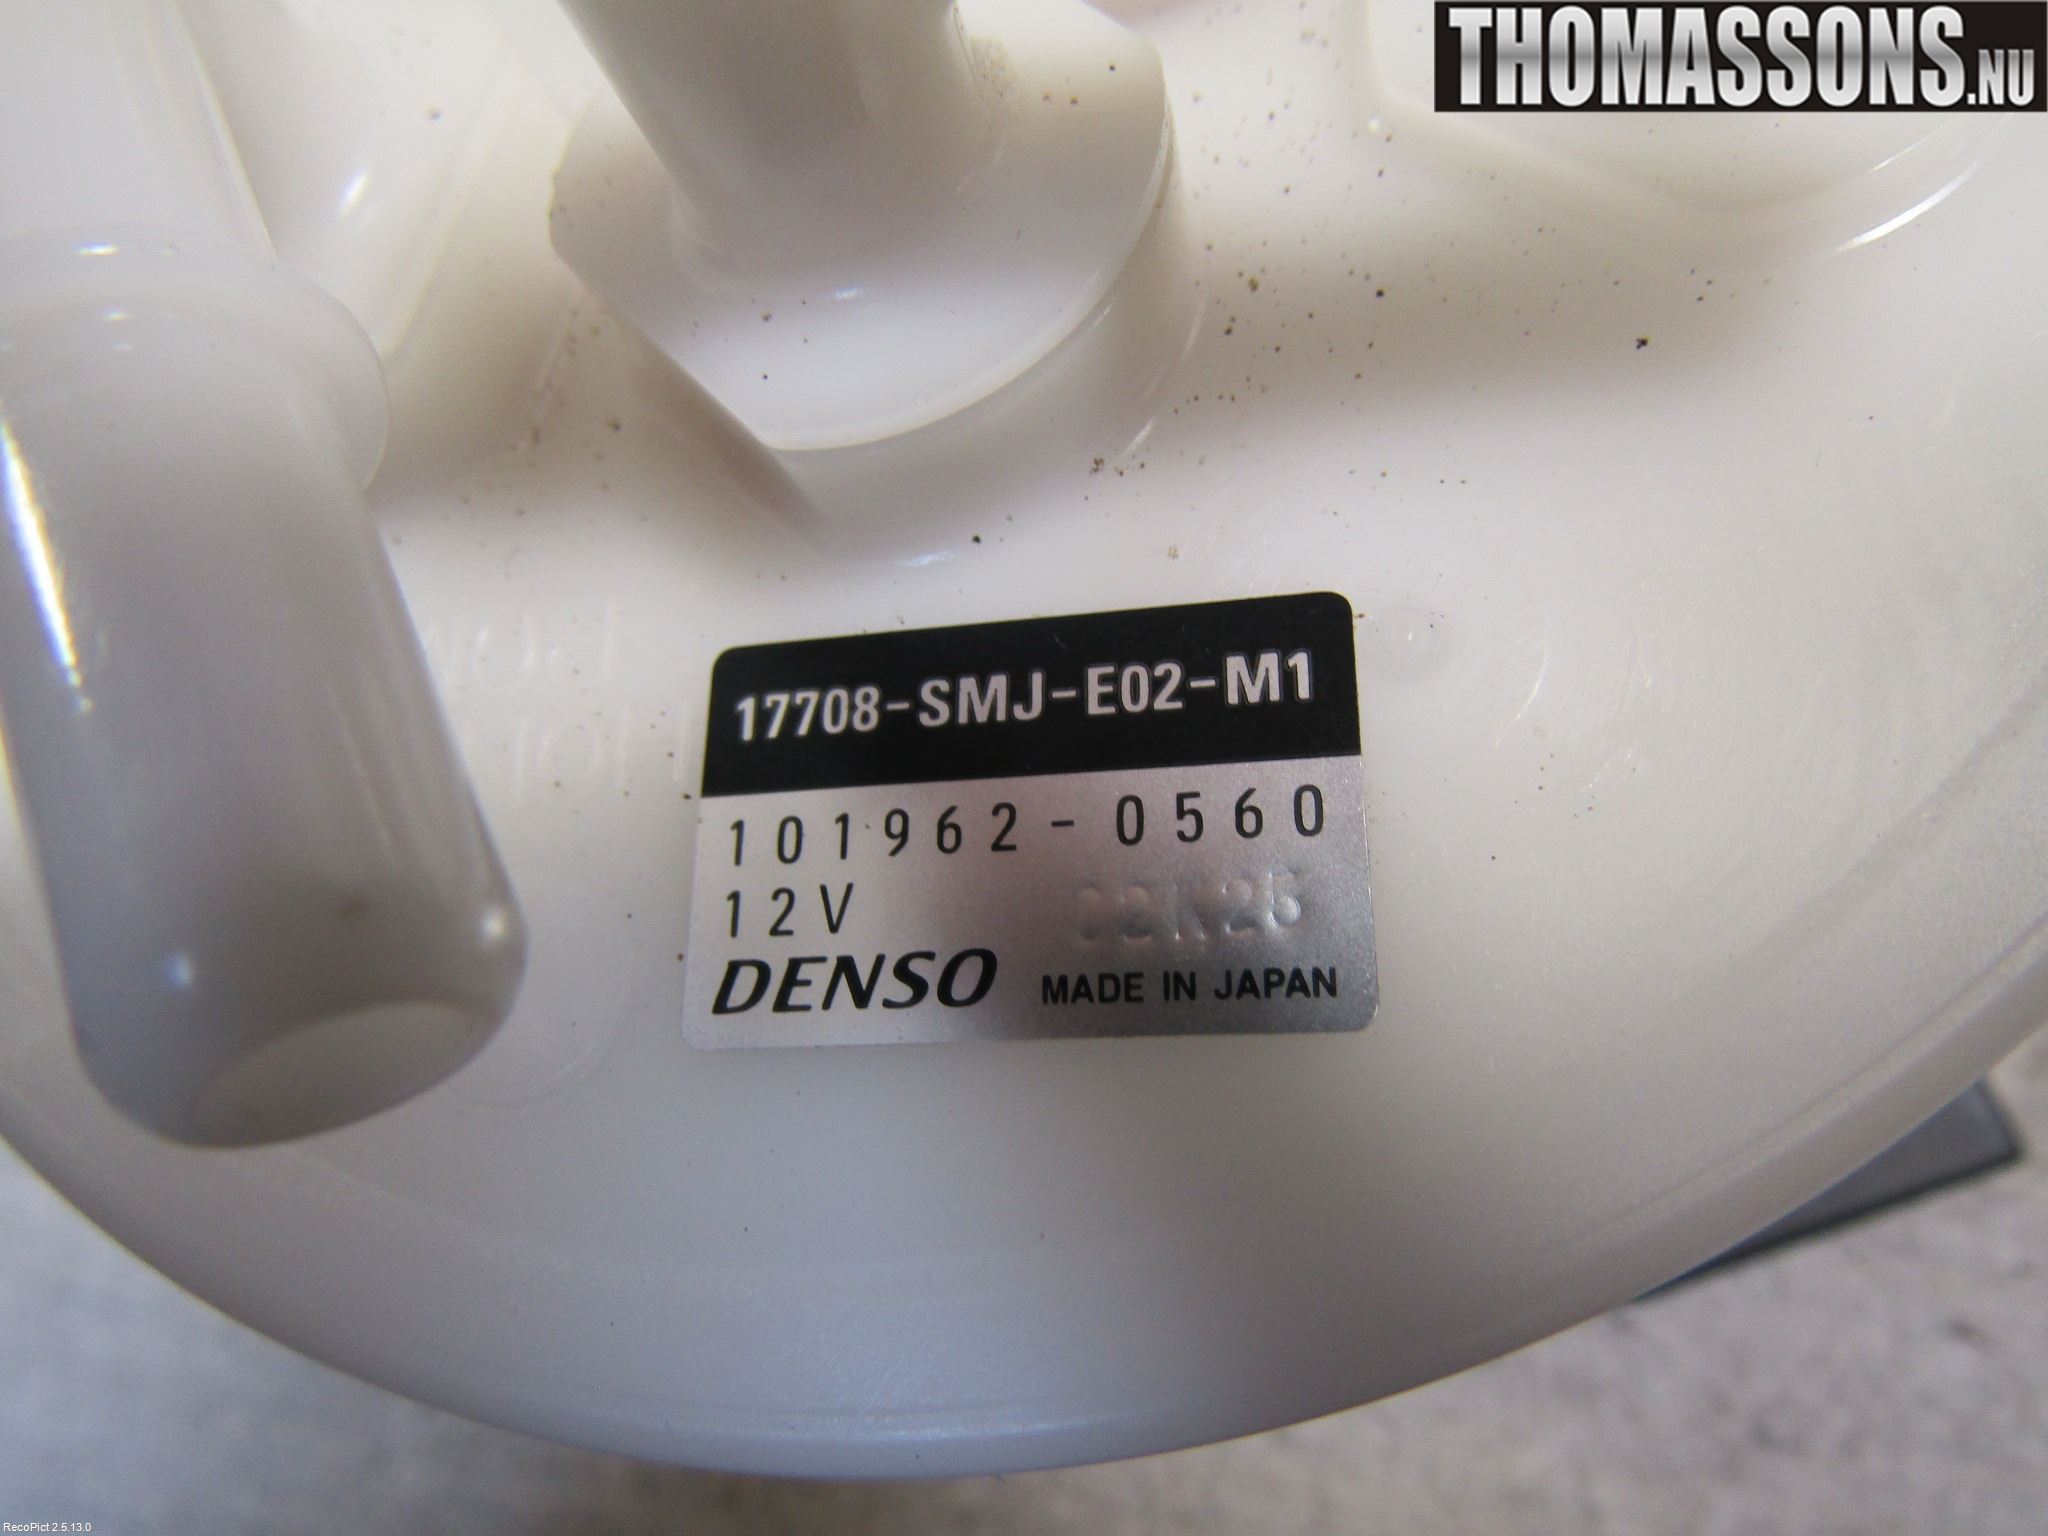 THOMASSONS.NU
17708-SMJ-E02-M1
101962-0560
12V
DENSO MADE IN JAPAN
RecoPict 2.5.13.0